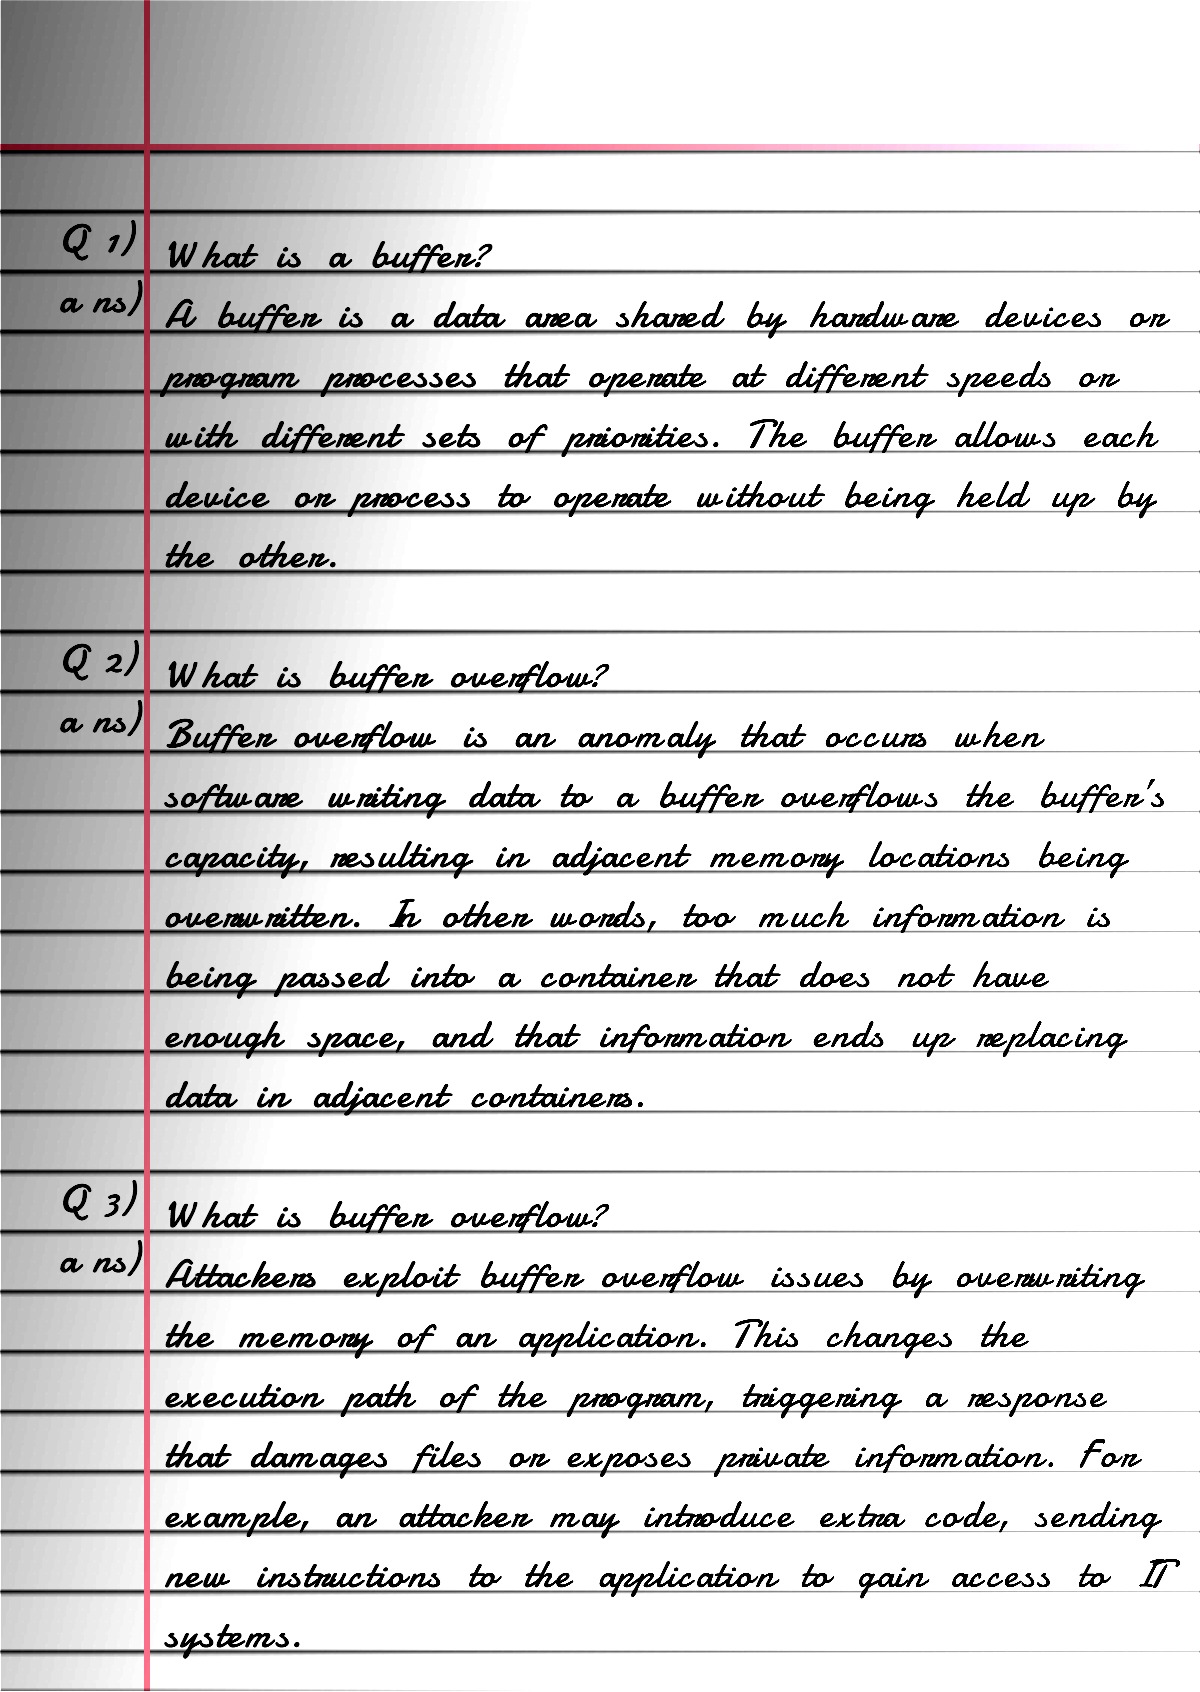 Q 1) What is a buffer?
ans) A buffer is a data area shared by hardware devices or
program processes that operate at different speeds or
with different sets of priorities. The buffer allows each
device or process to operate without being held up by
the other.
Q 2) What is buffer overflow?
ans) Buffer overflow is an anomaly that occurs when
software writing data to a buffer overflows the buffer's
capacity, resulting in adjacent memory locations being
overwritten. In other words, too much information is
being passed into a container that does not have
enough space, and that information ends up replacing
data in adjacent containers.
Q 3) What is buffer overflow?
ans) Attackers exploit buffer overflow issues by overwriting
the memory of an application. This changes the
execution path of the program, triggering a response
that damages files or exposes private information. For
example, an attacker may introduce extra code, sending
new instructions to the application to gain access to IT
systems.